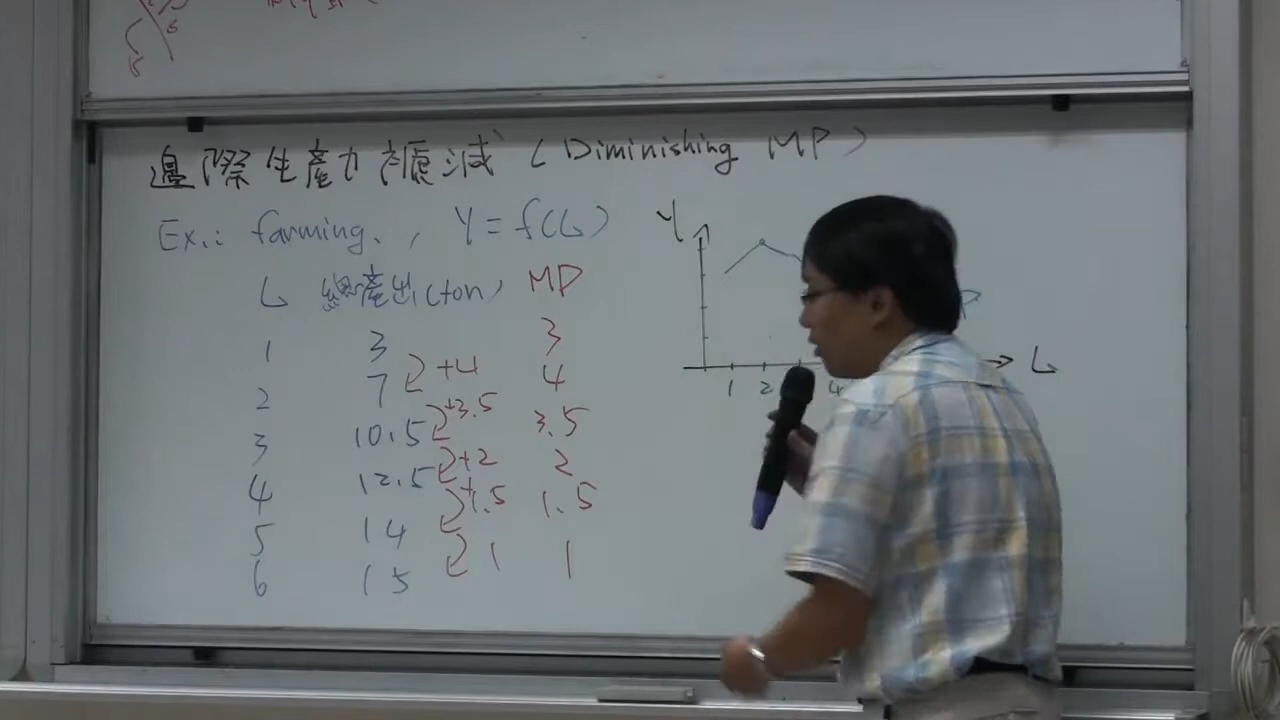 邊際生產力遞減 (Diminishing MP)
Ex.: farming. , Y = f(L)
L 總產出(ton) MP
1 3 3
+4
2 7 4
+3.5
3 10.5 3.5
+2
4 12.5 2
+1.5
5 14 1.5
1
6 15 1
Y
P
L
1 2 4